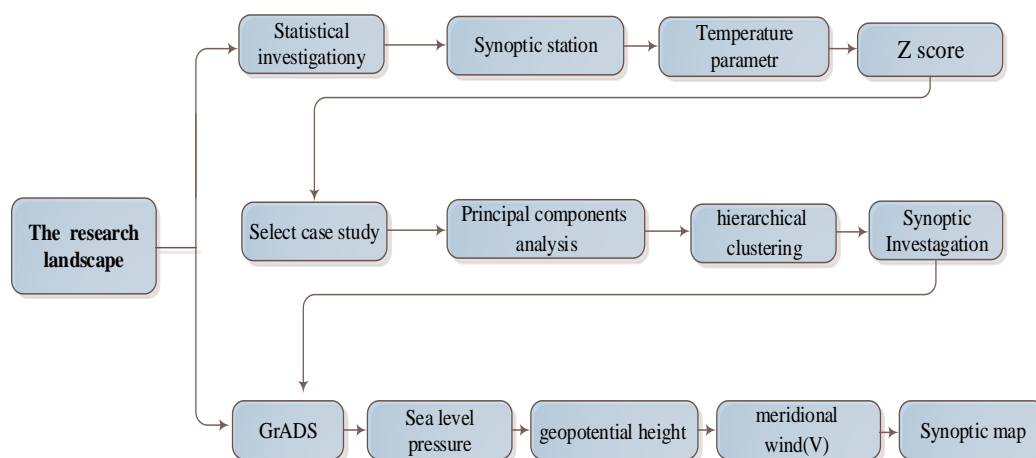 Statistical
investigationy
Synoptic station
Temperature
parametr
Z score
The research
landscape
Select case study
Principal components
analysis
hierarchical
clustering
Synoptic
Investagation
GrADS
Sea level
pressure
geopotential height
meridional
wind(V)
Synoptic map